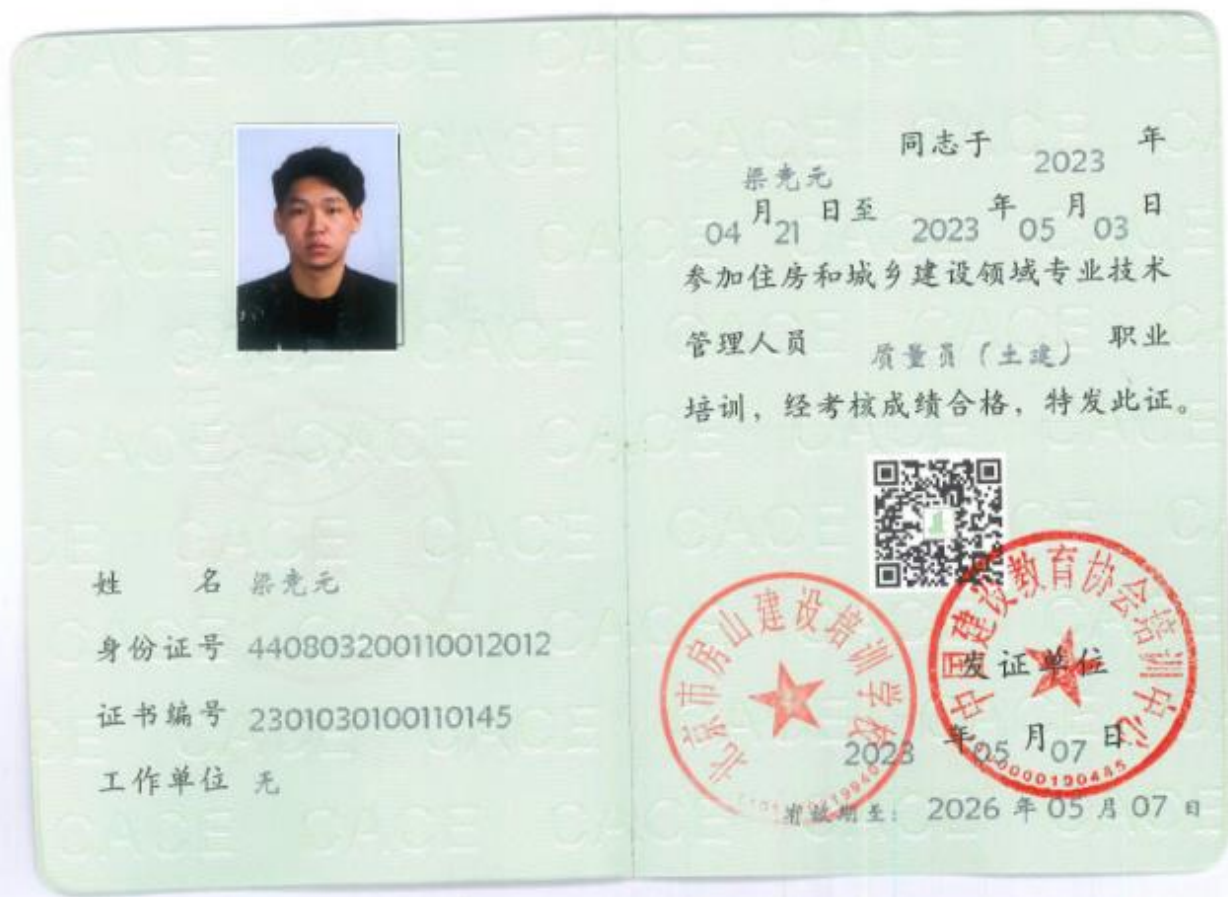 姓 名 梁竞元
身份证号 440803200110012012
证书编号 2301030100110145
工作单位 无
梁竞元 同志于 2023 年
04 月 21 日至 2023 年 05 月 03 日
参加住房和城乡建设领域专业技术
管理人员 质量员（土建） 职业
培训，经考核成绩合格，特发此证。
北京市房山建设培训学校
中国建设教育协会培训中心
发证单位
2023 年 05 月 07 日
有效期至：2026 年 05 月 07 日
CACE